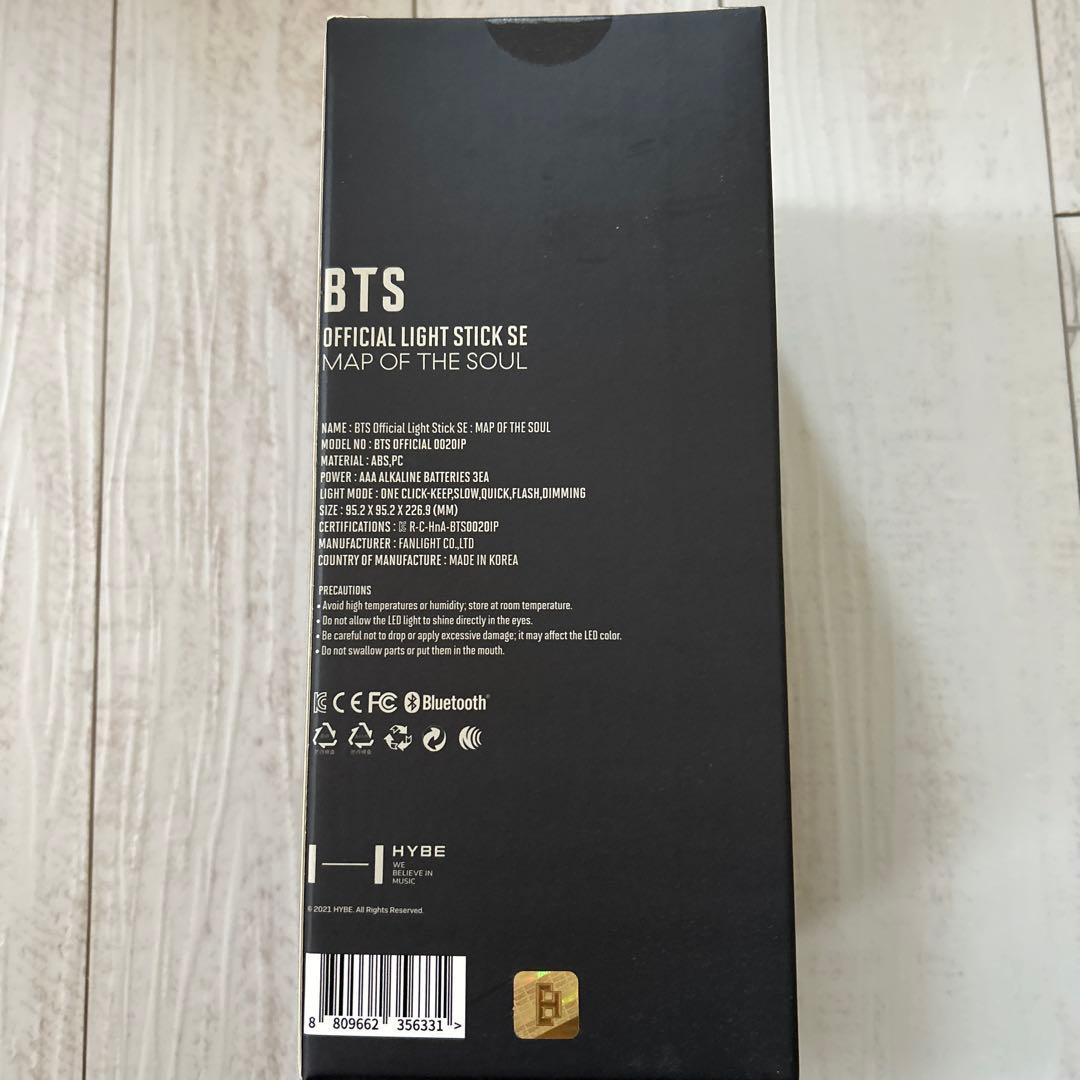 BTS
OFFICIAL LIGHT STICK SE
MAP OF THE SOUL
NAME : BTS Official Light Stick SE : MAP OF THE SOUL
MODEL NO : BTS OFFICIAL 0020IP
MATERIAL : ABS,PC
POWER : AAA ALKALINE BATTERIES 3EA
LIGHT MODE : ONE CLICK-KEEP,SLOW,QUICK,FLASH,DIMMING
SIZE : 95.2 X 95.2 X 226.9 (MM)
CERTIFICATIONS : R-C-HnA-BTS0020IP
MANUFACTURER : FANLIGHT CO.,LTD
COUNTRY OF MANUFACTURE : MADE IN KOREA
PRECAUTIONS
• Avoid high temperatures or humidity; store at room temperature.
• Do not allow the LED light to shine directly in the eyes.
• Be careful not to drop or apply excessive damage; it may affect the LED color.
• Do not swallow parts or put them in the mouth.
CE FC Bluetooth®
HYBE
WE
BELIEVE IN
MUSIC
© 2021 HYBE. All Rights Reserved.
8 809662 356331 >